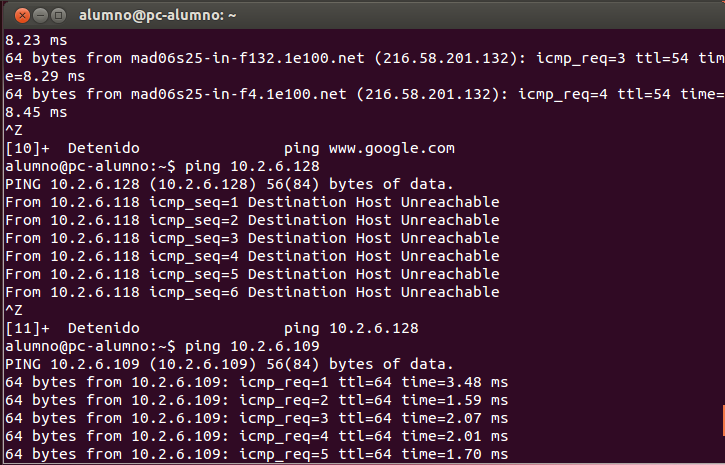 alumno@pc-alumno: ~
8.23 ms
64 bytes from mad06s25-in-f132.1e100.net (216.58.201.132): icmp_req=3 ttl=54 tim
e=8.29 ms
64 bytes from mad06s25-in-f4.1e100.net (216.58.201.132): icmp_req=4 ttl=54 time=
8.45 ms
^Z
[10]+  Detenido                ping www.google.com
alumno@pc-alumno:~$ ping 10.2.6.128
PING 10.2.6.128 (10.2.6.128) 56(84) bytes of data.
From 10.2.6.118 icmp_seq=1 Destination Host Unreachable
From 10.2.6.118 icmp_seq=2 Destination Host Unreachable
From 10.2.6.118 icmp_seq=3 Destination Host Unreachable
From 10.2.6.118 icmp_seq=4 Destination Host Unreachable
From 10.2.6.118 icmp_seq=5 Destination Host Unreachable
From 10.2.6.118 icmp_seq=6 Destination Host Unreachable
^Z
[11]+  Detenido                ping 10.2.6.128
alumno@pc-alumno:~$ ping 10.2.6.109
PING 10.2.6.109 (10.2.6.109) 56(84) bytes of data.
64 bytes from 10.2.6.109: icmp_req=1 ttl=64 time=3.48 ms
64 bytes from 10.2.6.109: icmp_req=2 ttl=64 time=1.59 ms
64 bytes from 10.2.6.109: icmp_req=3 ttl=64 time=2.07 ms
64 bytes from 10.2.6.109: icmp_req=4 ttl=64 time=2.01 ms
64 bytes from 10.2.6.109: icmp_req=5 ttl=64 time=1.70 ms